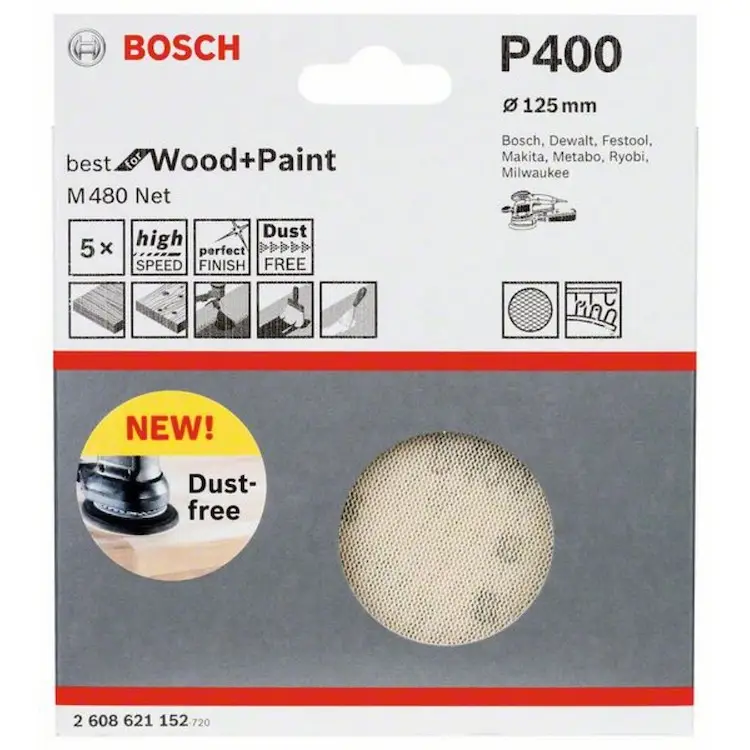 BOSCH
P400
Ø 125 mm
Bosch, Dewalt, Festool,
Makita, Metabo, Ryobi,
Milwaukee
best for Wood+Paint
M 480 Net
5 ×
high
SPEED
perfect
FINISH
Dust
FREE
NEW!
Dust-
free
2 608 621 152 720